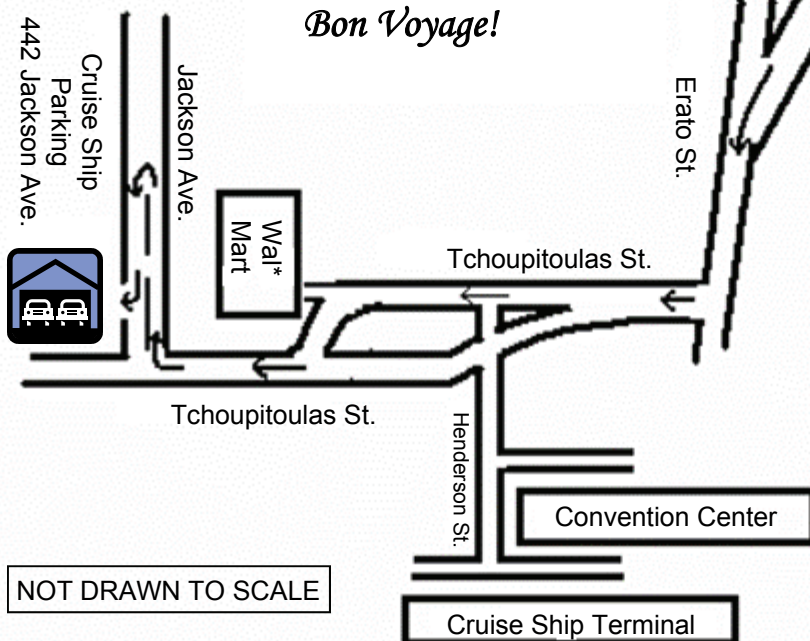 Bon Voyage!
Cruise Ship
Parking
442 Jackson Ave.
Jackson Ave.
Wal*
Mart
Erato St.
Tchoupitoulas St.
Tchoupitoulas St.
Henderson St.
Convention Center
NOT DRAWN TO SCALE
Cruise Ship Terminal